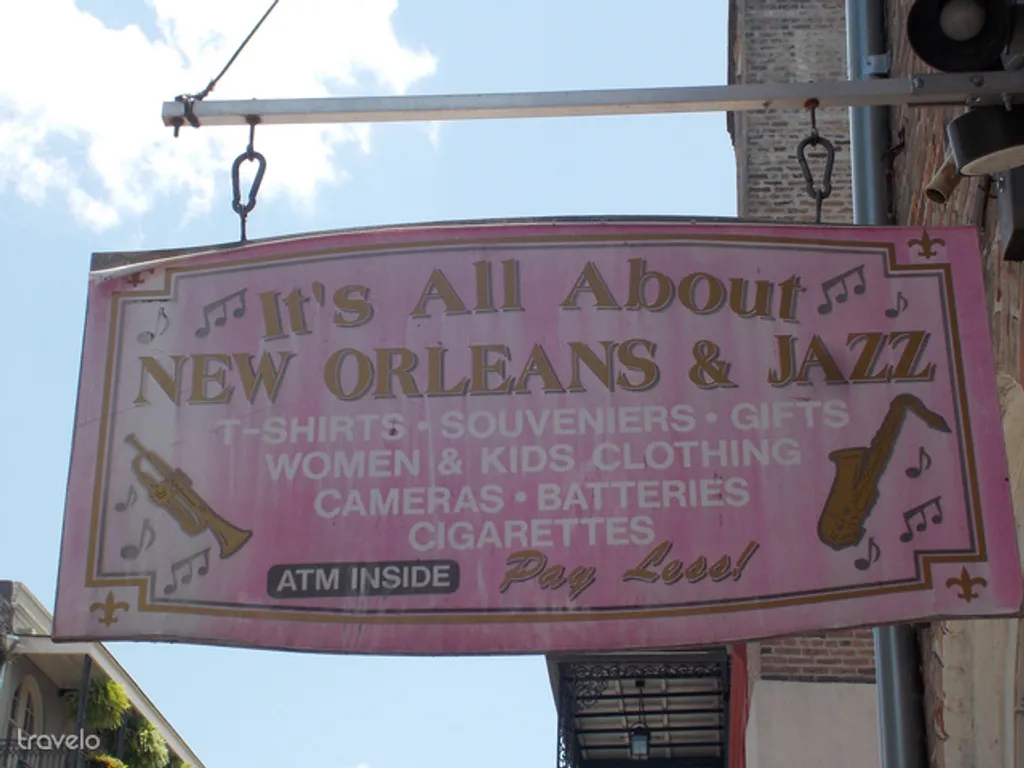 It's All About
NEW ORLEANS & JAZZ
T-SHIRTS • SOUVENIERS • GIFTS
WOMEN & KIDS CLOTHING
CAMERAS • BATTERIES
CIGARETTES
ATM INSIDE Pay Less!
travelo